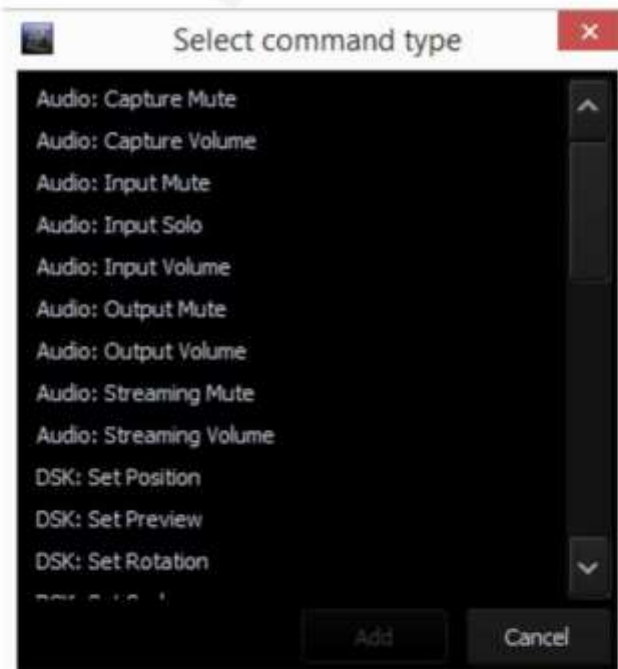 Select command type
Audio: Capture Mute
Audio: Capture Volume
Audio: Input Mute
Audio: Input Solo
Audio: Input Volume
Audio: Output Mute
Audio: Output Volume
Audio: Streaming Mute
Audio: Streaming Volume
DSK: Set Position
DSK: Set Preview
DSK: Set Rotation
Add Cancel